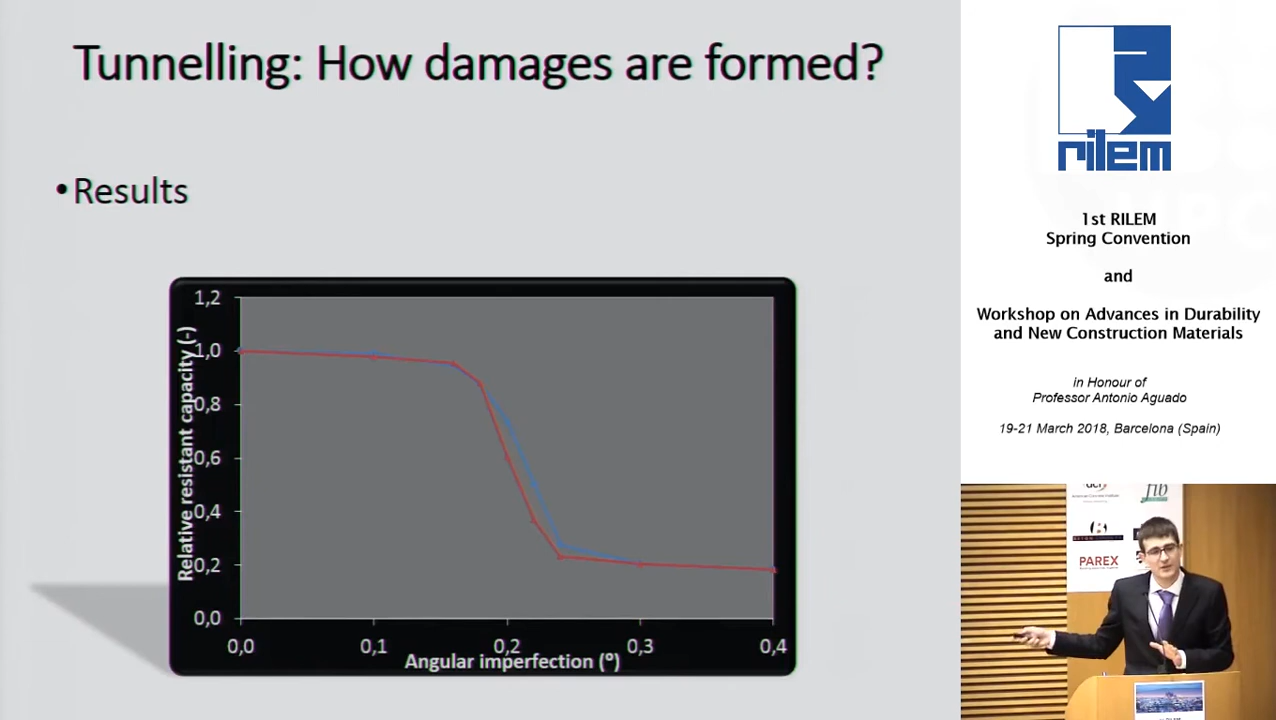 Tunnelling: How damages are formed?
•Results
Relative resistant capacity (-)
1,2
1,0
0,8
0,6
0,4
0,2
0,0
0,0
0,1
0,2
0,3
0,4
Angular imperfection (º)
rilem
1st RILEM
Spring Convention
and
Workshop on Advances in Durability
and New Construction Materials
in Honour of
Professor Antonio Aguado
19-21 March 2018, Barcelona (Spain)
fib
PAREX